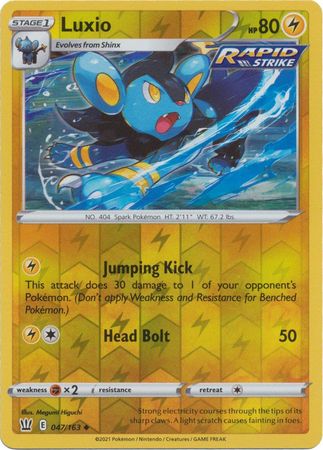 STAGE 1 Luxio HP 80
Evolves from Shinx
RAPID
STRIKE
NO. 404 Spark Pokémon HT: 2'11" WT: 67.2 lbs.
Jumping Kick
This attack does 30 damage to 1 of your opponent's
Pokémon. (Don't apply Weakness and Resistance for Benched
Pokémon.)
Head Bolt 50
weakness ×2 resistance retreat
Illus. Megumi Higuchi
E 047/163
Strong electricity courses through the tips of its
sharp claws. A light scratch causes fainting in foes.
©2021 Pokémon / Nintendo / Creatures / GAME FREAK